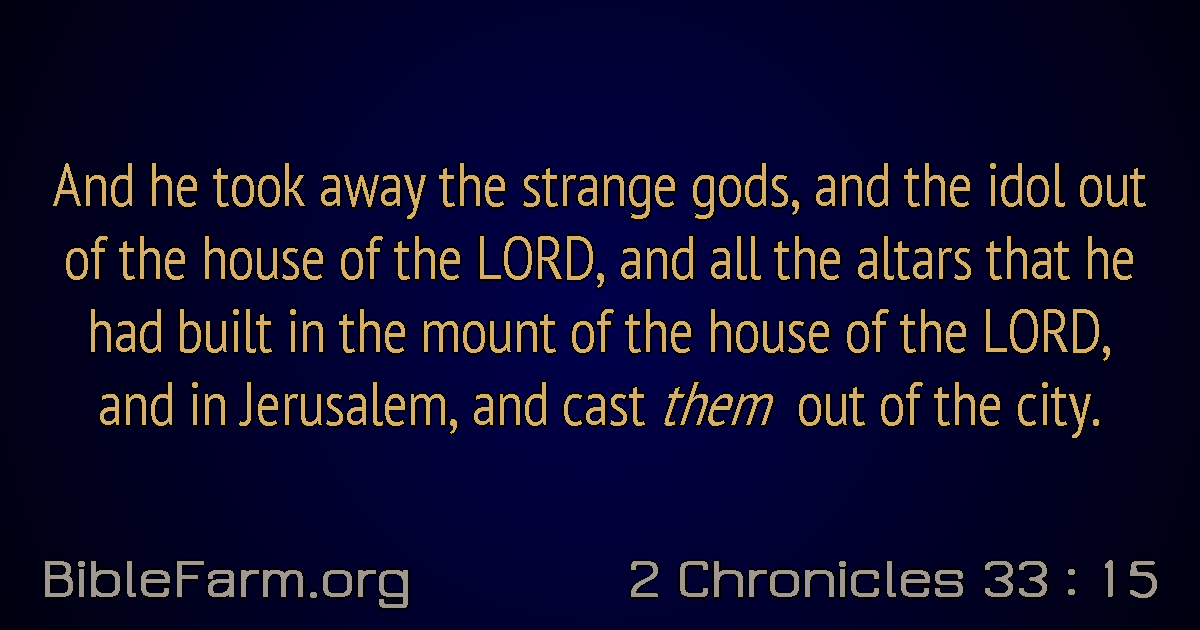 And he took away the strange gods, and the idol out
of the house of the LORD, and all the altars that he
had built in the mount of the house of the LORD,
and in Jerusalem, and cast them out of the city.
BibleFarm.org
2 Chronicles 33 : 15